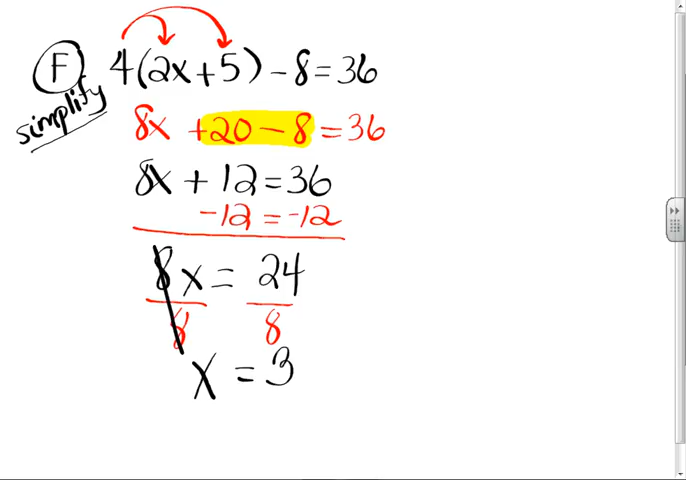 F 4(2x+5)-8=36
simplify
8x +20-8=36
8x+12=36
-12=-12
8x = 24
8 8
x = 3